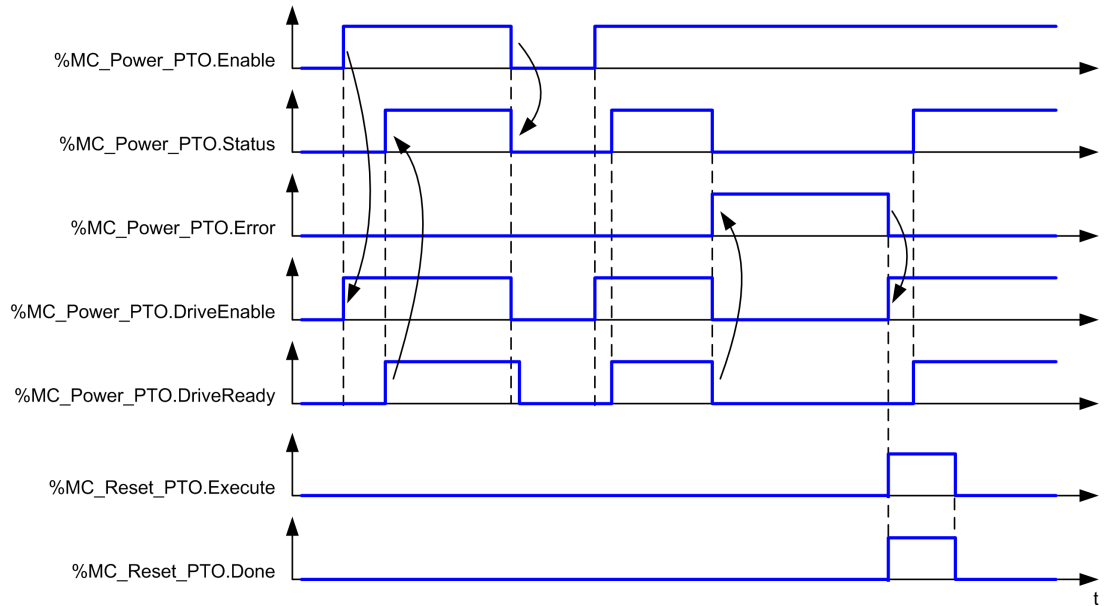 %MC_Power_PTO.Enable
%MC_Power_PTO.Status
%MC_Power_PTO.Error
%MC_Power_PTO.DriveEnable
%MC_Power_PTO.DriveReady
%MC_Reset_PTO.Execute
%MC_Reset_PTO.Done
t